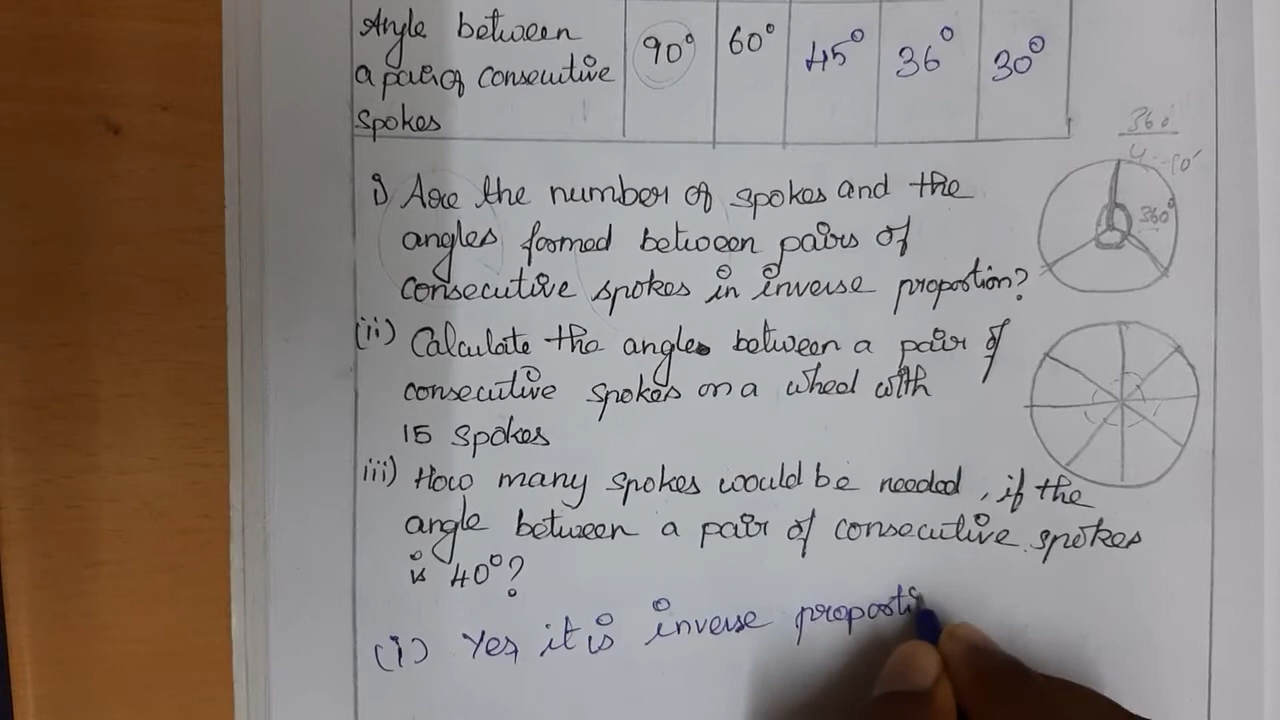 Angle between
a pair of consecutive
spokes
90° 60° 45° 36° 30°
360
4 90°
360°
i) Are the number of spokes and the
angles formed between pairs of
consecutive spokes in inverse proportion?
(ii) Calculate the angle between a pair of
consecutive spokes on a wheel with
15 spokes
iii) How many spokes would be needed, if the
angle between a pair of consecutive spokes
is 40°?
(i) Yes it is inverse proporti